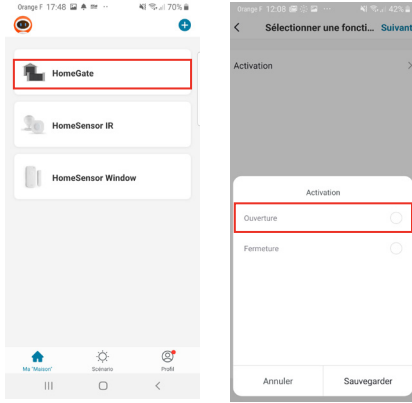 Orange F 17:48 70%
HomeGate
HomeSensor IR
HomeSensor Window
Ma "Maison" Scénario Profil
Orange F 12:08 42%
Sélectionner une foncti... Suivant
Activation
Activation
Ouverture
Fermeture
Annuler Sauvegarder